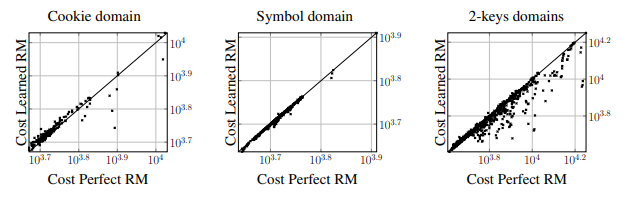 Cookie domain
Cost Learned RM
10^4
10^3.9
10^3.8
10^3.7
10^3.7 10^3.8 10^3.9 10^4
Cost Perfect RM
Symbol domain
Cost Learned RM
10^3.9
10^3.8
10^3.7
10^3.7 10^3.8 10^3.9
Cost Perfect RM
2-keys domains
Cost Learned RM
10^4.2
10^4
10^3.8
10^3.8 10^4 10^4.2
Cost Perfect RM